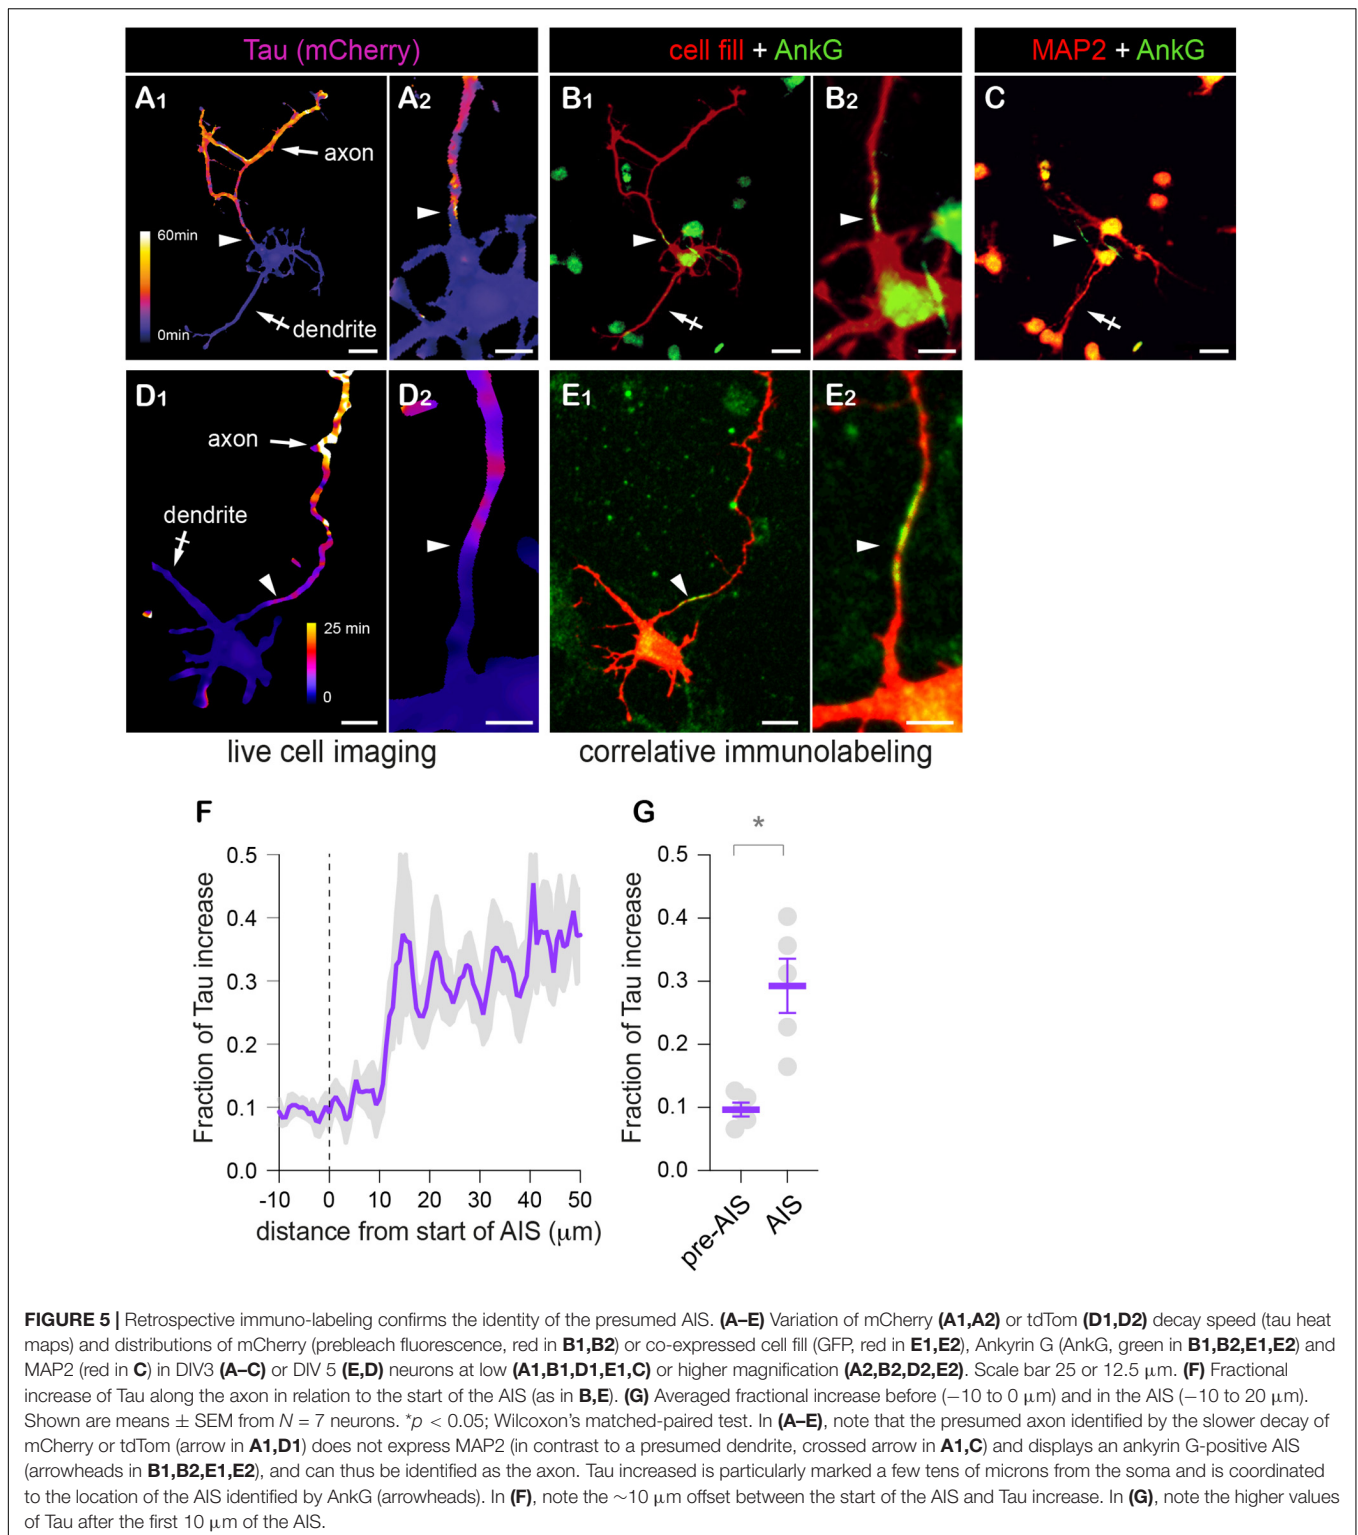 Tau (mCherry)
cell fill + AnkG
MAP2 + AnkG
A1
A2
B1
B2
C
axon
60min
0min
dendrite
D1
D2
E1
E2
axon
dendrite
25 min
0
live cell imaging
correlative immunolabeling
F
G
*
0.5
0.4
0.3
0.2
0.1
0.0
Fraction of Tau increase
-10 0 10 20 30 40 50
distance from start of AIS (μm)
0.5
0.4
0.3
0.2
0.1
0.0
Fraction of Tau increase
pre-AIS
AIS
FIGURE 5 | Retrospective immuno-labeling confirms the identity of the presumed AIS. (A–E) Variation of mCherry (A1,A2) or tdTom (D1,D2) decay speed (tau heat
maps) and distributions of mCherry (prebleach fluorescence, red in B1,B2) or co-expressed cell fill (GFP, red in E1,E2), Ankyrin G (AnkG, green in B1,B2,E1,E2) and
MAP2 (red in C) in DIV3 (A–C) or DIV 5 (E,D) neurons at low (A1,B1,D1,E1,C) or higher magnification (A2,B2,D2,E2). Scale bar 25 or 12.5 μm. (F) Fractional
increase of Tau along the axon in relation to the start of the AIS (as in B,E). (G) Averaged fractional increase before (−10 to 0 μm) and in the AIS (−10 to 20 μm).
Shown are means ± SEM from N = 7 neurons. *p < 0.05; Wilcoxon's matched-paired test. In (A–E), note that the presumed axon identified by the slower decay of
mCherry or tdTom (arrow in A1,D1) does not express MAP2 (in contrast to a presumed dendrite, crossed arrow in A1,C) and displays an ankyrin G-positive AIS
(arrowheads in B1,B2,E1,E2), and can thus be identified as the axon. Tau increased is particularly marked a few tens of microns from the soma and is coordinated
to the location of the AIS identified by AnkG (arrowheads). In (F), note the ∼10 μm offset between the start of the AIS and Tau increase. In (G), note the higher values
of Tau after the first 10 μm of the AIS.